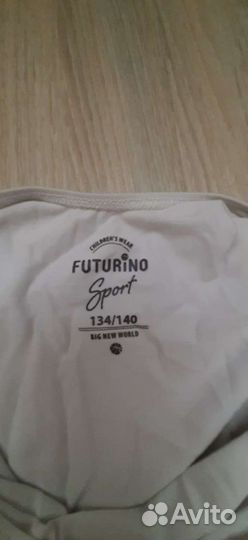 CHILDREN'S WEAR
FUTURiNO
Sport
134/140
BIG NEW WORLD
Avito